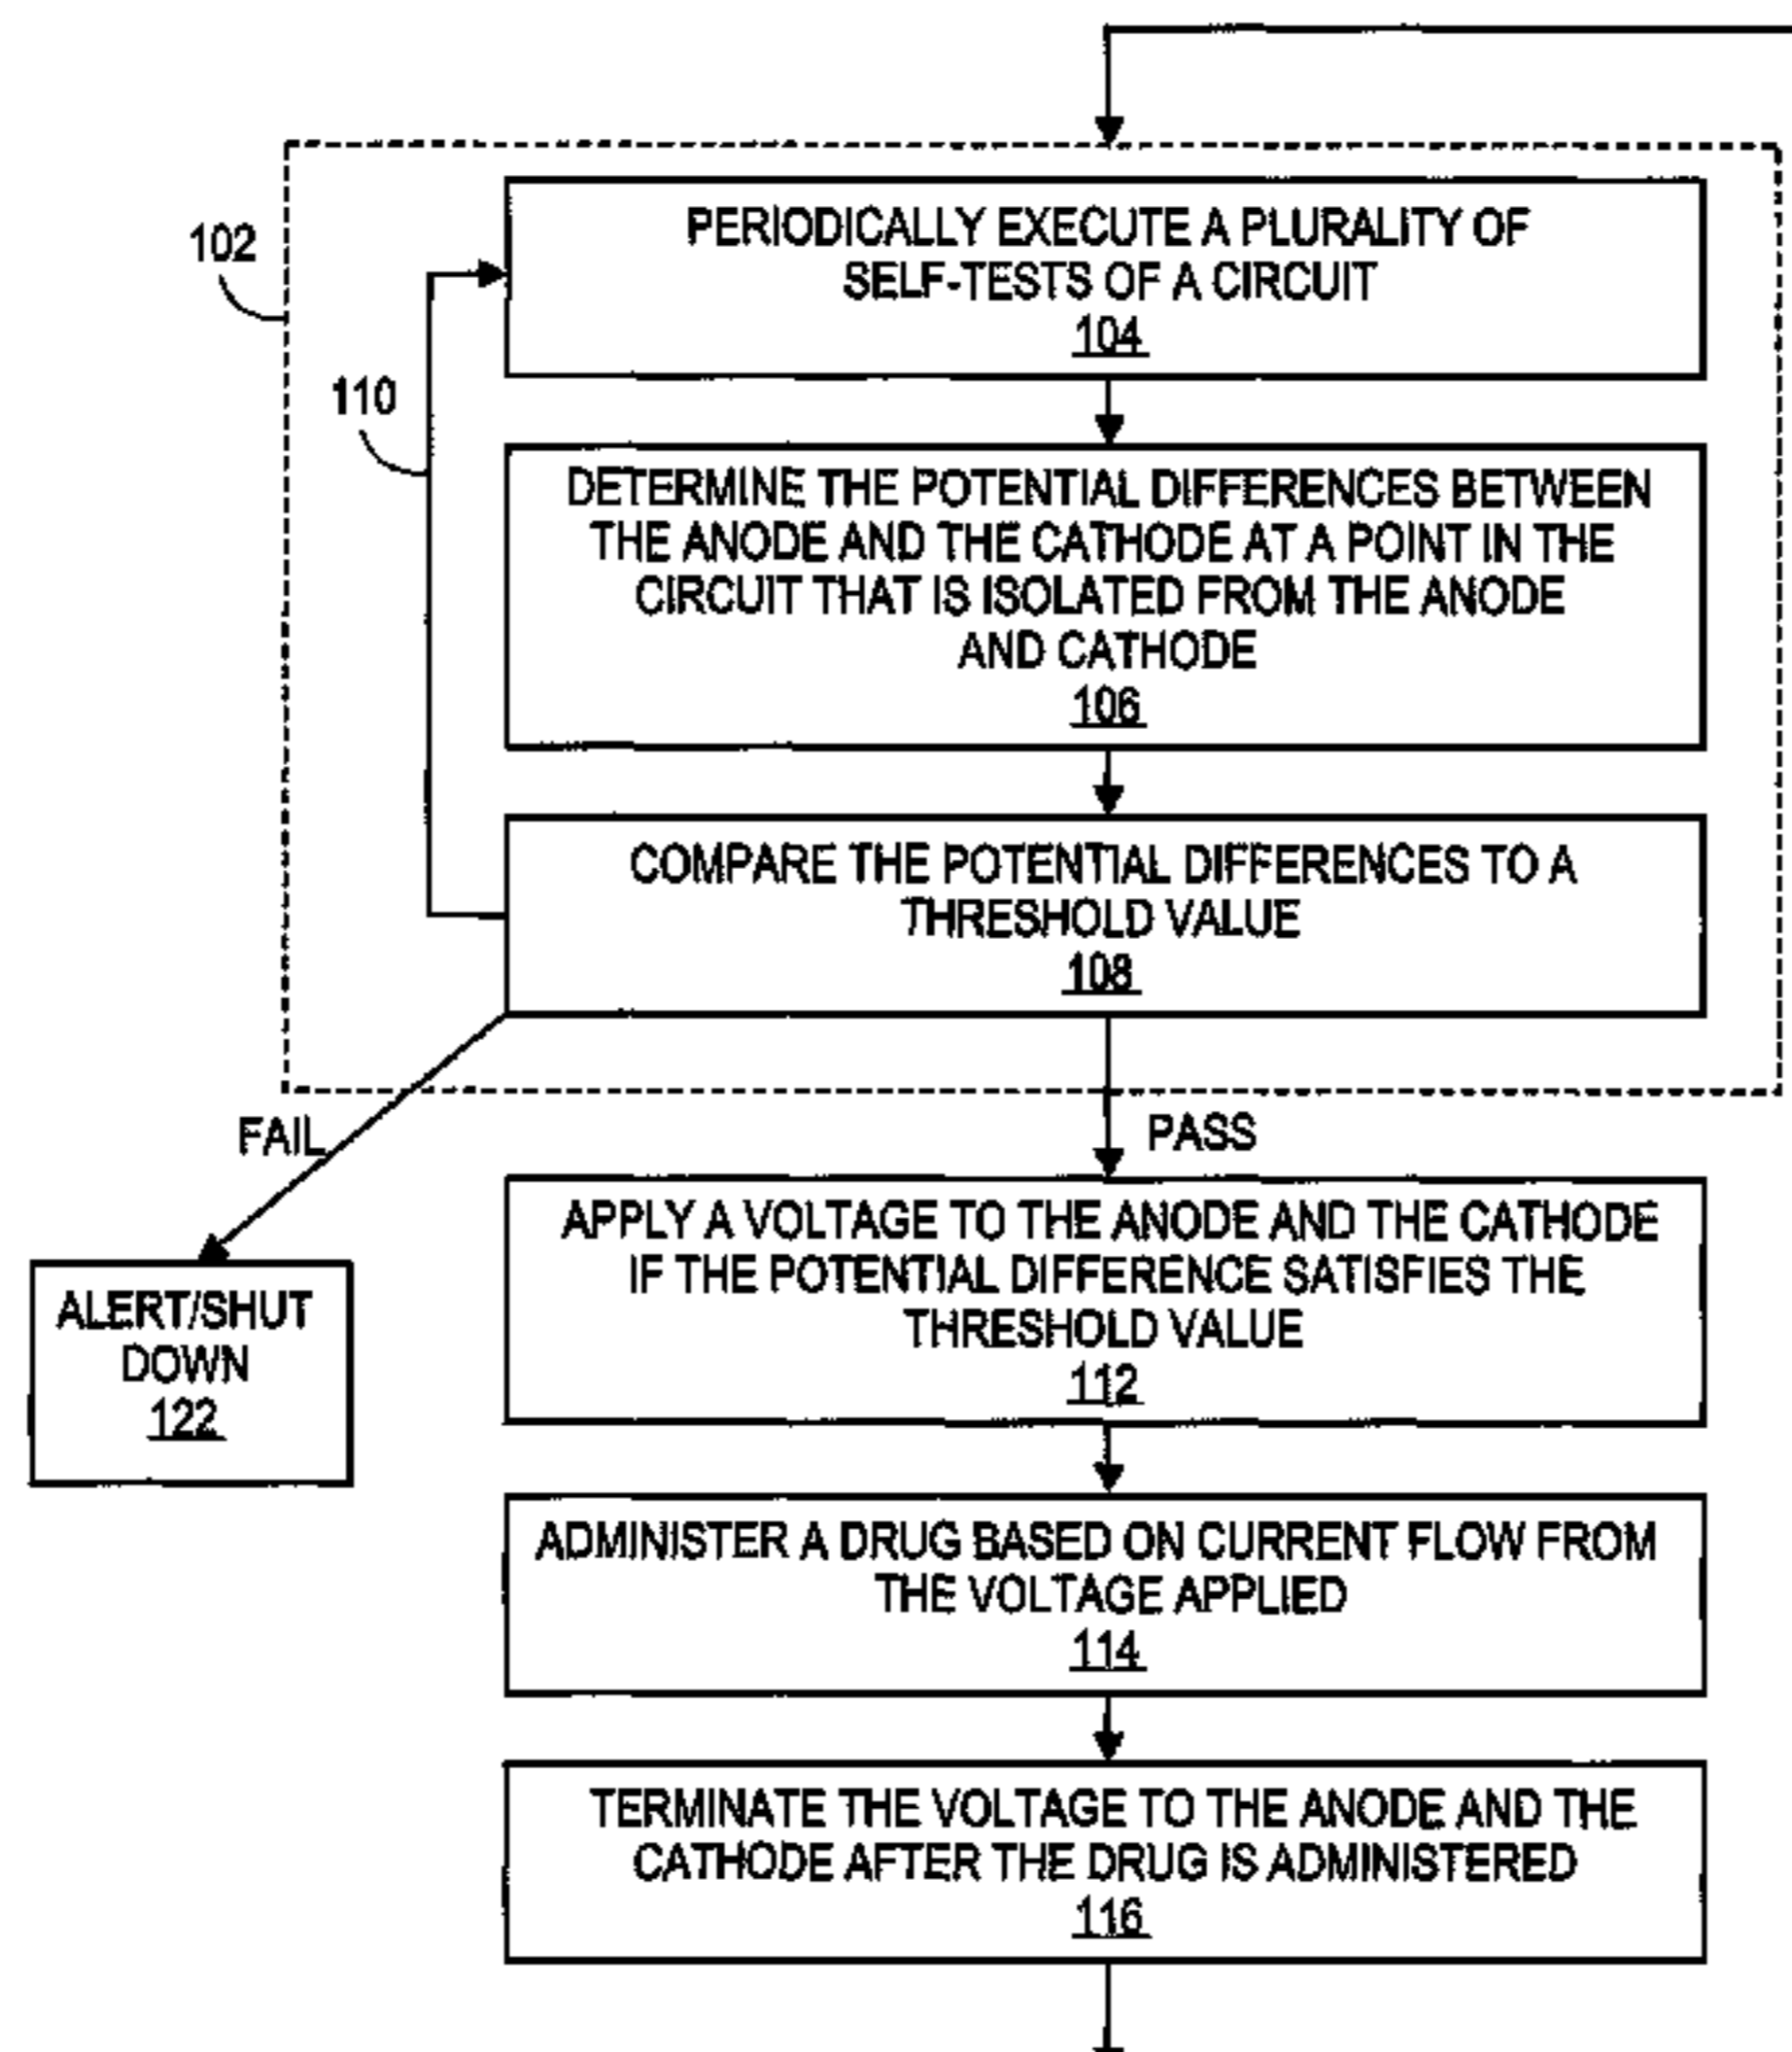 102
PERIODICALLY EXECUTE A PLURALITY OF
SELF-TESTS OF A CIRCUIT
104
110
DETERMINE THE POTENTIAL DIFFERENCES BETWEEN
THE ANODE AND THE CATHODE AT A POINT IN THE
CIRCUIT THAT IS ISOLATED FROM THE ANODE
AND CATHODE
106
COMPARE THE POTENTIAL DIFFERENCES TO A
THRESHOLD VALUE
108
FAIL
PASS
APPLY A VOLTAGE TO THE ANODE AND THE CATHODE
IF THE POTENTIAL DIFFERENCE SATISFIES THE
THRESHOLD VALUE
112
ALERT/SHUT
DOWN
122
ADMINISTER A DRUG BASED ON CURRENT FLOW FROM
THE VOLTAGE APPLIED
114
TERMINATE THE VOLTAGE TO THE ANODE AND THE
CATHODE AFTER THE DRUG IS ADMINISTERED
116